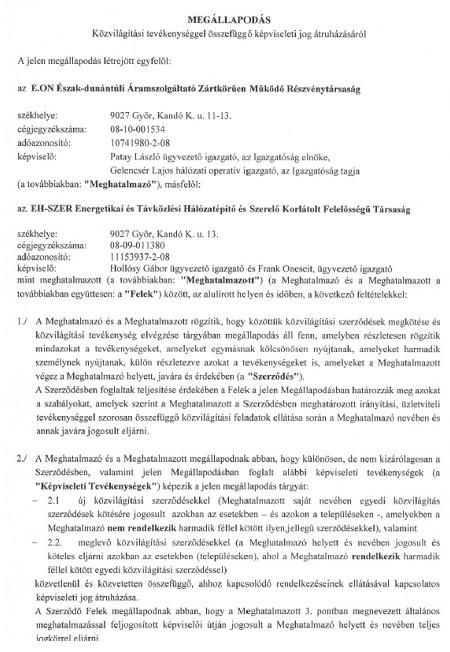 MEGÁLLAPODÁS
Közvilágítási tevékenységgel összefüggő képviseleti jog átruházásáról
A jelen megállapodás létrejött egyfelől:
az E.ON Észak-dunántúli Áramszolgáltató Zártkörűen Működő Részvénytársaság
székhelye: 9027 Győr, Kandó K. u. 11-13.
cégjegyzékszáma: 08-10-001534
adóazonosító: 10741980-2-08
képviselő: Patay László ügyvezető igazgató, az Igazgatóság elnöke,
Gelencsér Lajos hálózati operatív igazgató, az Igazgatóság tagja
(a továbbiakban: "Meghatalmazó"), másfelől:
az EH-SZER Energetikai és Távközlési Hálózatépítő és Szerelő Korlátolt Felelősségű Társaság
székhelye: 9027 Győr, Kandó K. u. 13.
cégjegyzékszáma: 08-09-011380
adóazonosító: 11153937-2-08
képviselő: Hollósy Gábor ügyvezető igazgató és Frank Oneseit, ügyvezető igazgató
mint meghatalmazott (a továbbiakban: "Meghatalmazott") (a Meghatalmazó és a Meghatalmazott a
továbbiakban együttesen: a "Felek") között, az alulírott helyen és időben, a következő feltételekkel:
1./ A Meghatalmazó és a Meghatalmazott rögzítik, hogy közöttük közvilágítási szerződések megkötése és
közvilágítási tevékenység elvégzése tárgyában megállapodás áll fenn, amelyben részletesen rögzítik
mindazokat a tevékenységeket, amelyeket egymásnak kölcsönösen nyújtanak, amelyeket harmadik
személynek nyújtanak, külön részletezve azokat a tevékenységeket is, amelyeket a Meghatalmazott
végez a Meghatalmazó helyett, javára és érdekében (a "Szerződés").
A Szerződésben foglaltak teljesítése érdekében a Felek a jelen Megállapodásban határozzák meg azokat
a szabályokat, amelyek szerint a Meghatalmazott a Szerződésben meghatározott irányítási, üzletviteli
tevékenységgel szorosan összefüggő közvilágítási feladatok ellátása során a Meghatalmazó nevében és
annak javára jogosult eljárni.
2./ A Meghatalmazó és a Meghatalmazott megállapodnak abban, hogy különösen, de nem kizárólagosan a
Szerződésben, valamint jelen Megállapodásban foglalt alábbi képviseleti tevékenységek (a
"Képviseleti Tevékenységek") képezik a jelen megállapodás tárgyát:
– 2.1 új közvilágítási szerződésekkel (Meghatalmazott saját nevében egyedi közvilágítás
szerződések kötésére jogosult azokban az esetekben – és azokon a településeken -, amelyekben a
Meghatalmazó nem rendelkezik harmadik féllel kötött ilyen jellegű szerződésekkel), valamint
– 2.2. meglevő közvilágítási szerződésekkel (a Meghatalmazó helyett és nevében jogosult és
köteles eljárni azokban az esetekben (településeken), ahol a Meghatalmazó rendelkezik harmadik
féllel kötött egyedi közvilágítási szerződéssel)
közvetlenül és közvetetten összefüggő, ahhoz kapcsolódó rendelkezéseinek ellátásával kapcsolatos
képviseleti jog átruházása.
A Szerződő Felek megállapodnak abban, hogy a Meghatalmazott 3. pontban megnevezett általános
meghatalmazással feljogosított képviselői útján jogosult a Meghatalmazó helyett és nevében teljes
jogkörrel eljárni